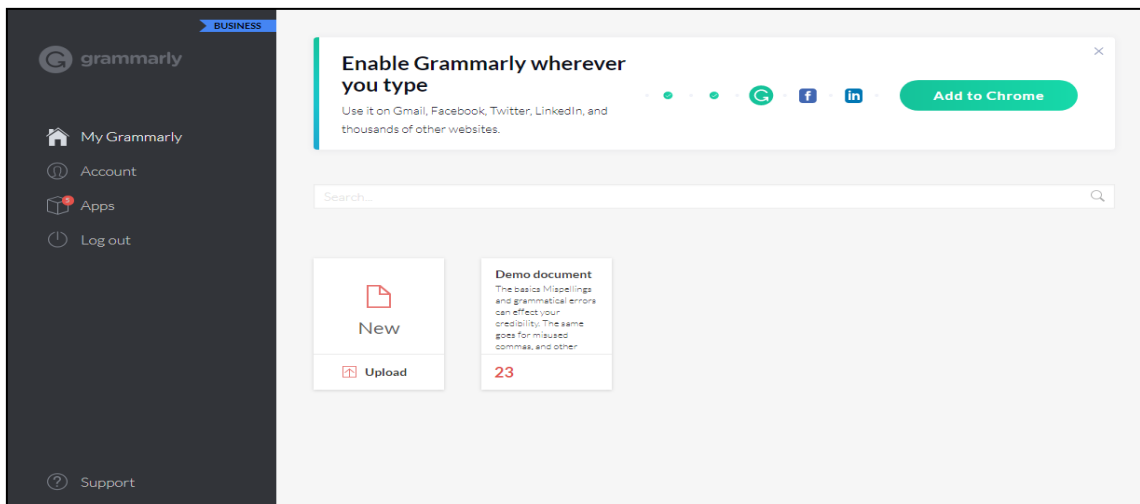 BUSINESS
grammarly
My Grammarly
Account
5
Apps
Log out
Support
Enable Grammarly wherever
you type
Use it on Gmail, Facebook, Twitter, LinkedIn, and
thousands of other websites.
f
in
Add to Chrome
Search...
New
Upload
Demo document
The basics Mispellings
and grammatical errors
can effect your
credibility. The same
goes for misused
commas, and other
23